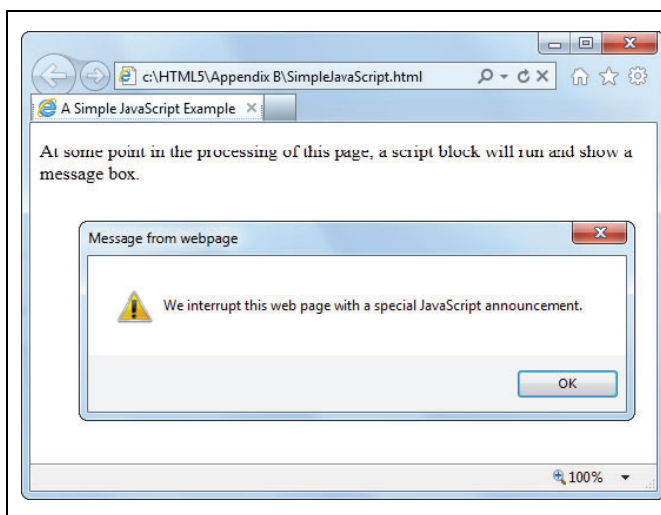 c:\HTML5\Appendix B\SimpleJavaScript.html
A Simple JavaScript Example
At some point in the processing of this page, a script block will run and show a
message box.
Message from webpage
We interrupt this web page with a special JavaScript announcement.
OK
100%